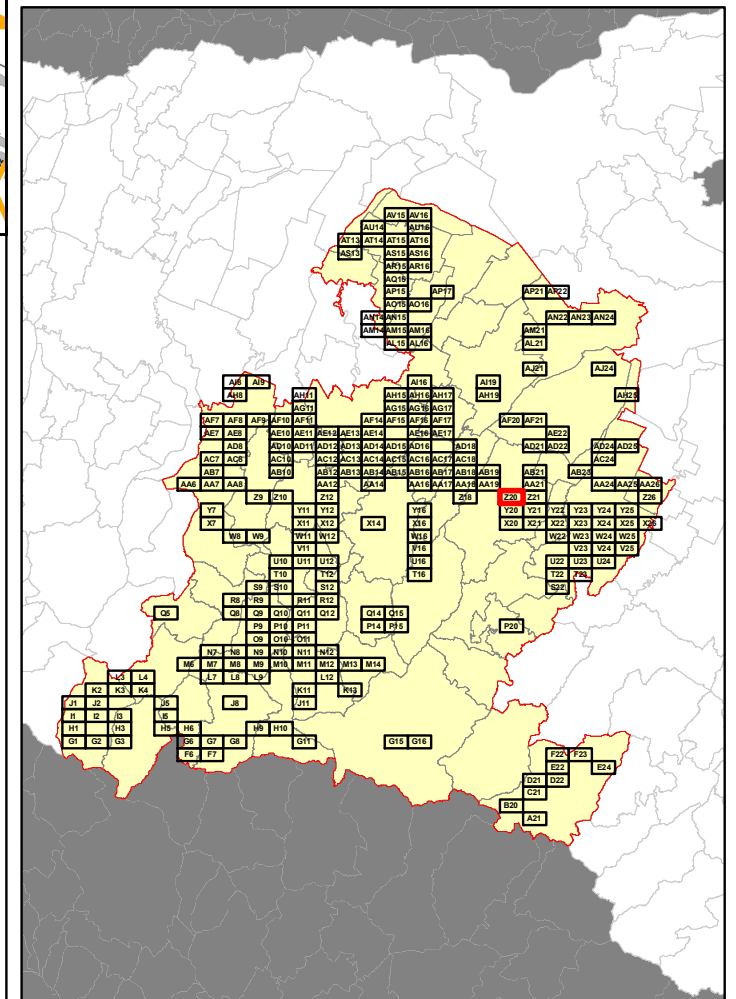 AV15 AV16
AU14 AU16
AT13 AT14 AT15 AT16
AS13 AS15 AS16
AR15 AR16
AQ15
AP15 AP17 AP21 AP22
AO15 AO16
AN14 AN15 AN22 AN23 AN24
AM14 AM15 AM16 AM21
AL15 AL16 AL21
AJ21 AJ24
AI8 AI9 AI16 AI19
AH8 AH11 AH15 AH16 AH17 AH19 AH25
AG11 AG15 AG16 AG17
AF7 AF8 AF9 AF10 AF11 AF14 AF15 AF16 AF17 AF20 AF21
AE7 AE8 AE10 AE11 AE12 AE13 AE14 AE16 AE17 AE22
AD8 AD10 AD11 AD12 AD13 AD14 AD15 AD16 AD18 AD21 AD22 AD24 AD25
AC7 AC8 AC10 AC12 AC13 AC14 AC15 AC16 AC17 AC18 AC24
AB7 AB10 AB12 AB13 AB14 AB15 AB16 AB17 AB18 AB19 AB21 AB23
AA6 AA7 AA8 AA12 AA14 AA16 AA17 AA18 AA19 AA21 AA24 AA25 AA26
Z9 Z10 Z12 Z18 Z20 Z21 Z26
Y7 Y11 Y12 Y16 Y20 Y21 Y22 Y23 Y24 Y25
X7 X11 X12 X14 X16 X20 X21 X22 X23 X24 X25 X26
W8 W9 W11 W12 W16 W22 W23 W24 W25
V11 V16 V23 V24 V25
U10 U11 U12 U16 U22 U23 U24
T10 T12 T16 T22 T23
S9 S10 S12 S22
R8 R9 R11 R12
Q5 Q8 Q9 Q10 Q11 Q12 Q14 Q15
P9 P10 P11 P14 P15 P20
O9 O10 O11
N7 N8 N9 N10 N11 N12
M6 M7 M8 M9 M10 M11 M12 M13 M14
L3 L4 L7 L8 L9 L12
K2 K3 K4 K11 K13
J1 J2 J5 J8 J11
I1 I2 I3 I5
H1 H3 H5 H6 H9 H10
G1 G2 G3 G6 G7 G8 G11 G15 G16
F6 F7 F22 F23
E22 E24
D21 D22
C21
B20
A21